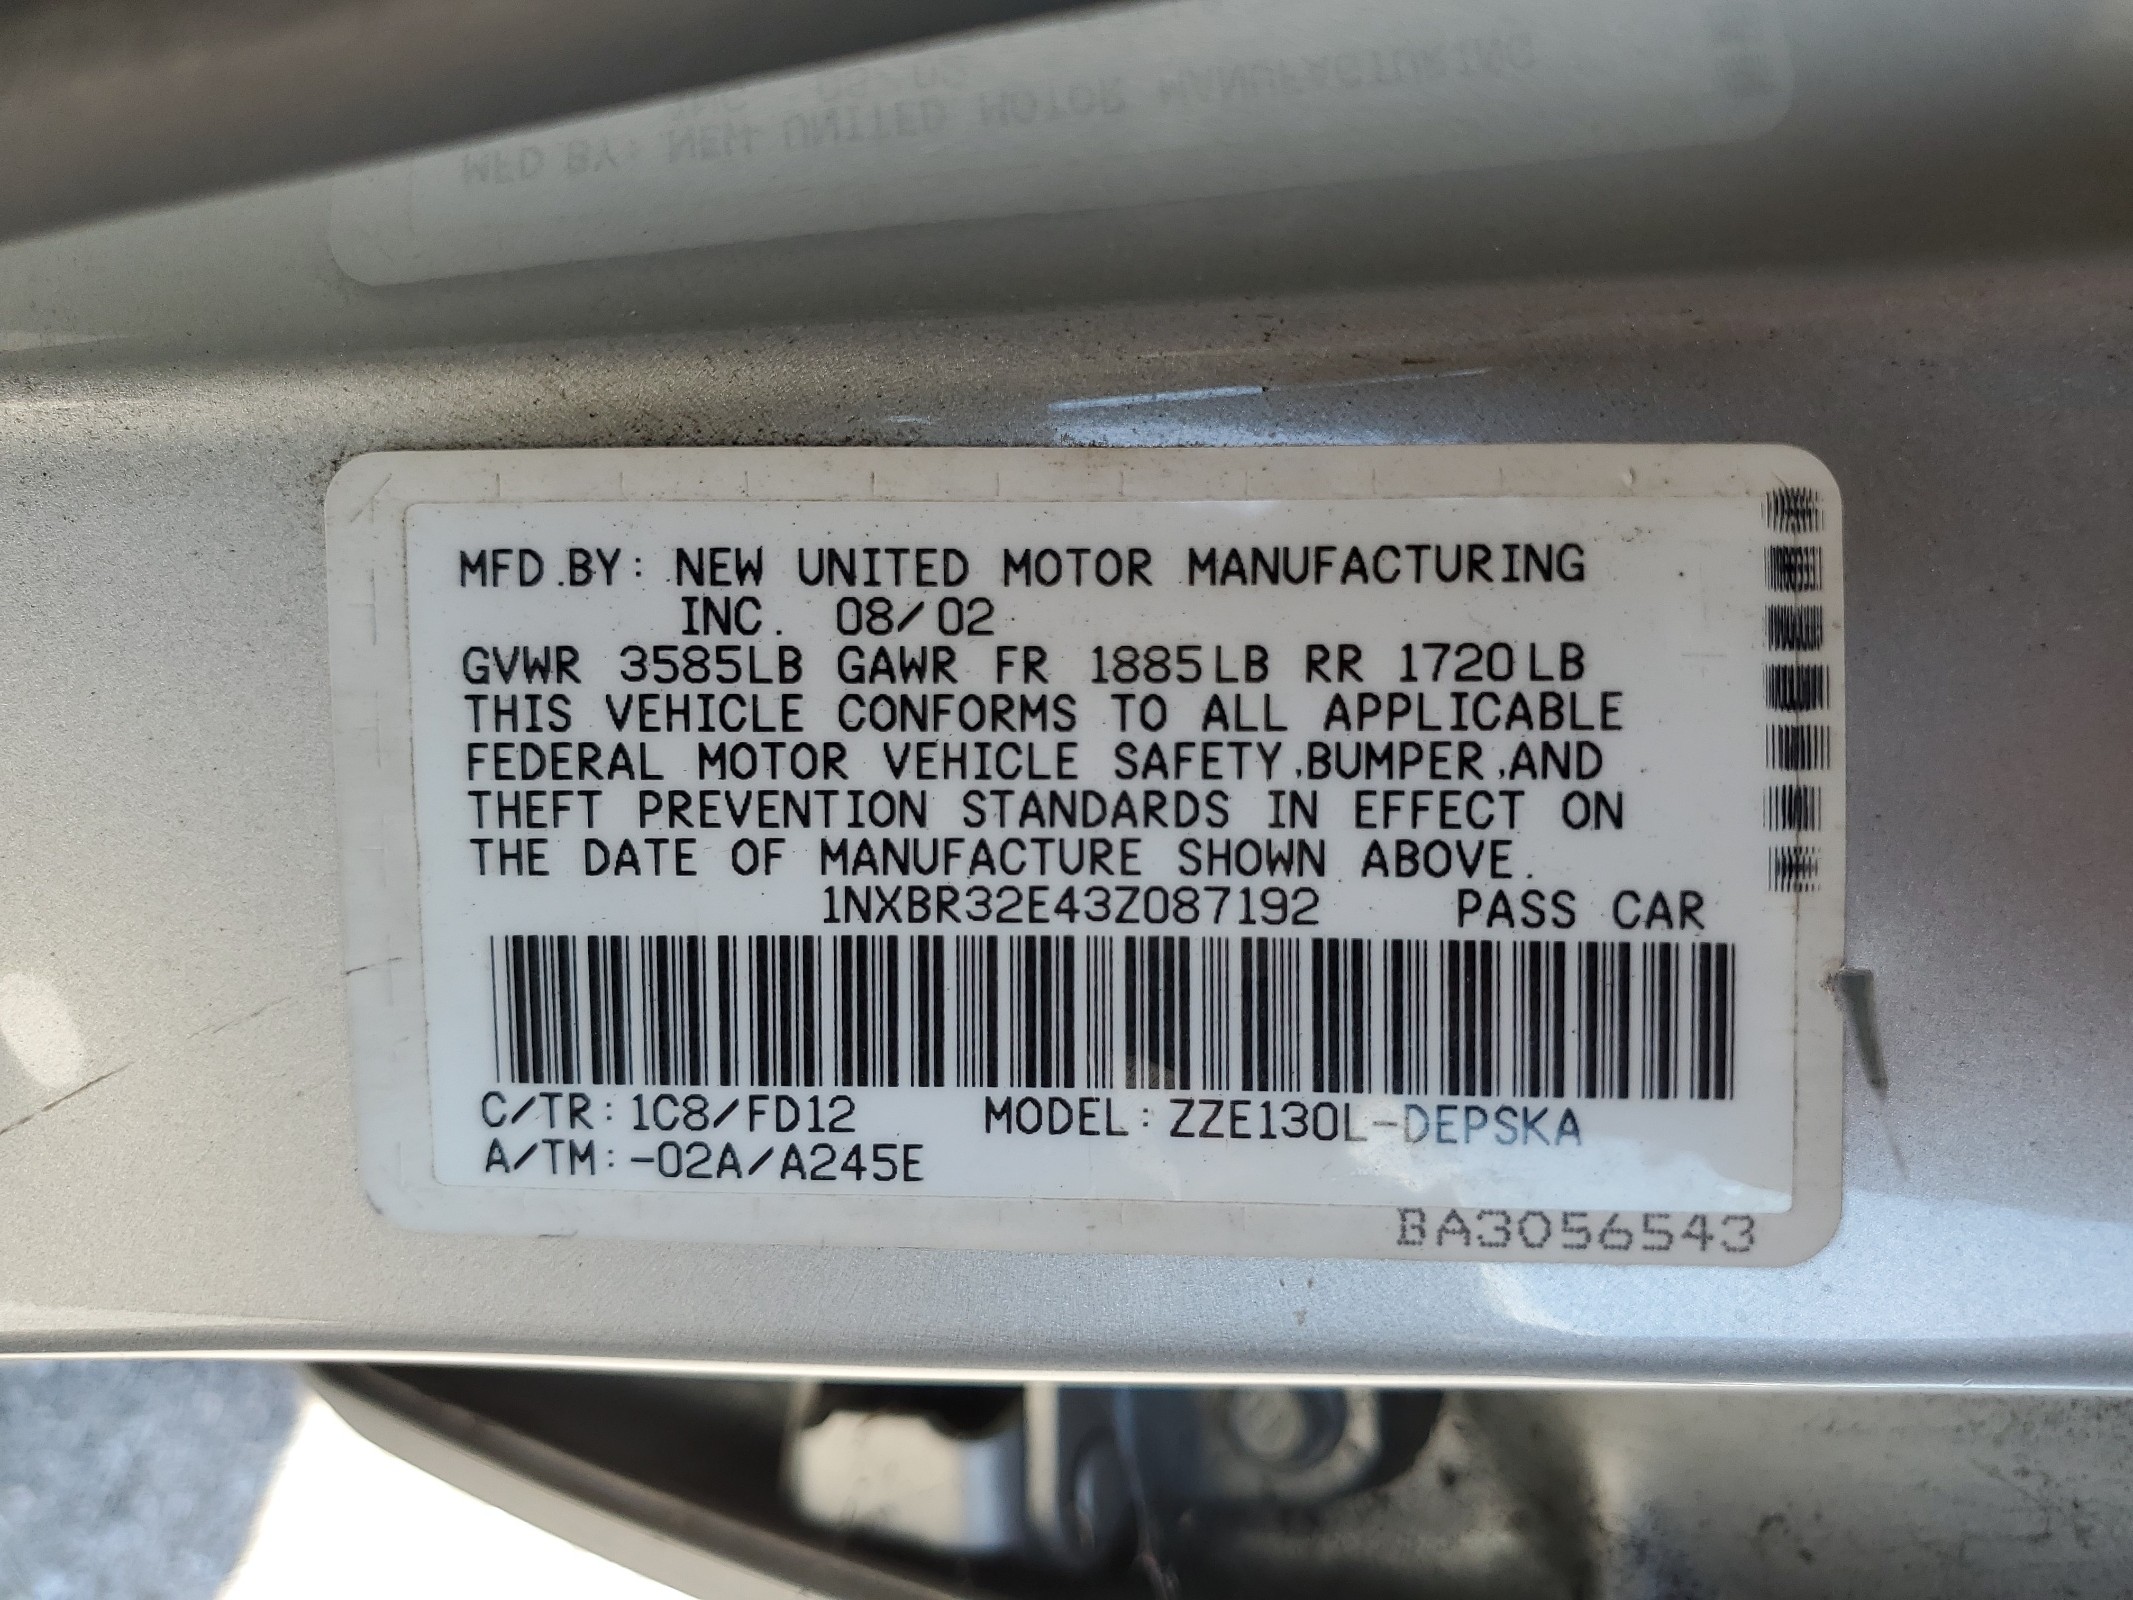 MFD.BY: NEW UNITED MOTOR MANUFACTURING
INC. 08/02
GVWR 3585LB GAWR FR 1885LB RR 1720LB
THIS VEHICLE CONFORMS TO ALL APPLICABLE
FEDERAL MOTOR VEHICLE SAFETY,BUMPER,AND
THEFT PREVENTION STANDARDS IN EFFECT ON
THE DATE OF MANUFACTURE SHOWN ABOVE.
1NXBR32E43Z087192 PASS CAR
C/TR: 1C8/FD12 MODEL: ZZE130L-DEPSKA
A/TM: -02A/A245E
BA3056543